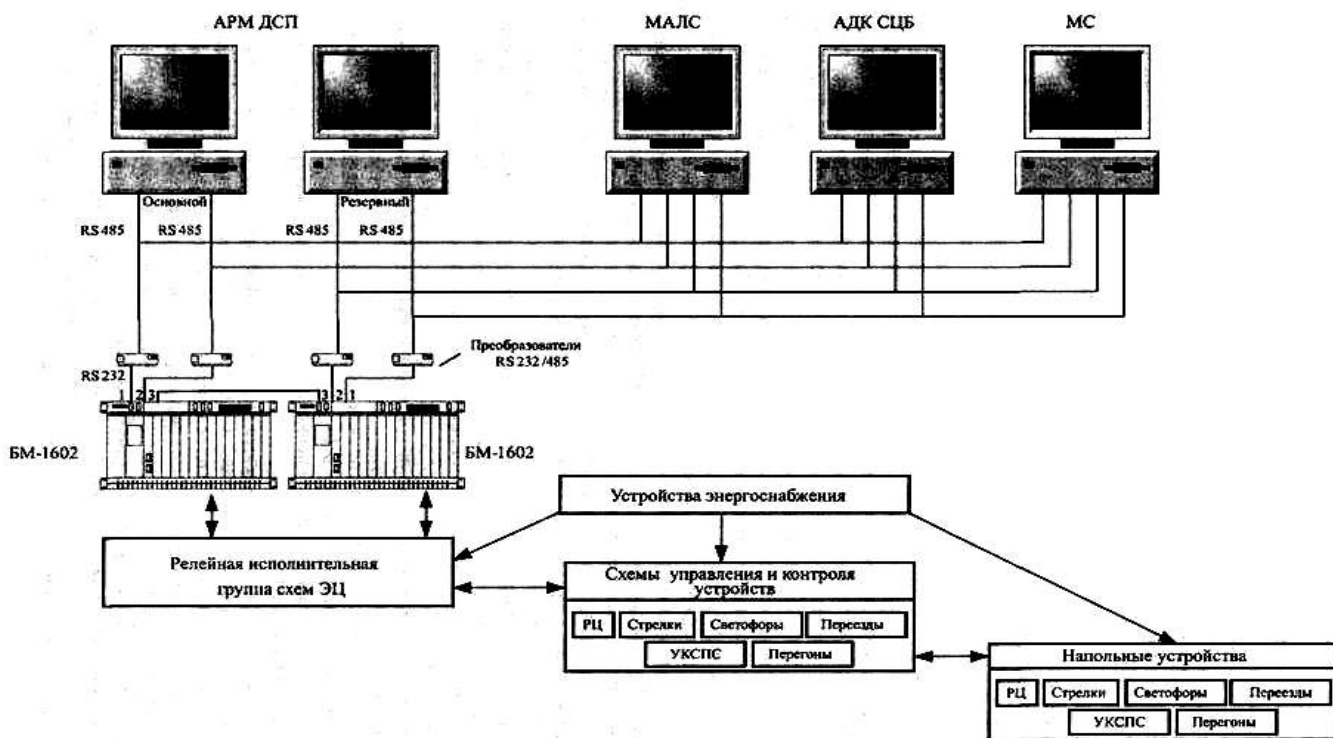 АРМ ДСП
МАЛС
АДК СЦБ
МС
Основной
Резервный
RS 485
RS 485
RS 485
RS 485
Преобразователи
RS 232 /485
RS 232
1
2
3
3
2
1
БМ-1602
БМ-1602
Устройства энергоснабжения
Релейная исполнительная
группа схем ЭЦ
Схемы управления и контроля
устройств
РЦ
Стрелки
Светофоры
Переезды
УКСПС
Перегоны
Напольные устройства
РЦ
Стрелки
Светофоры
Переезды
УКСПС
Перегоны